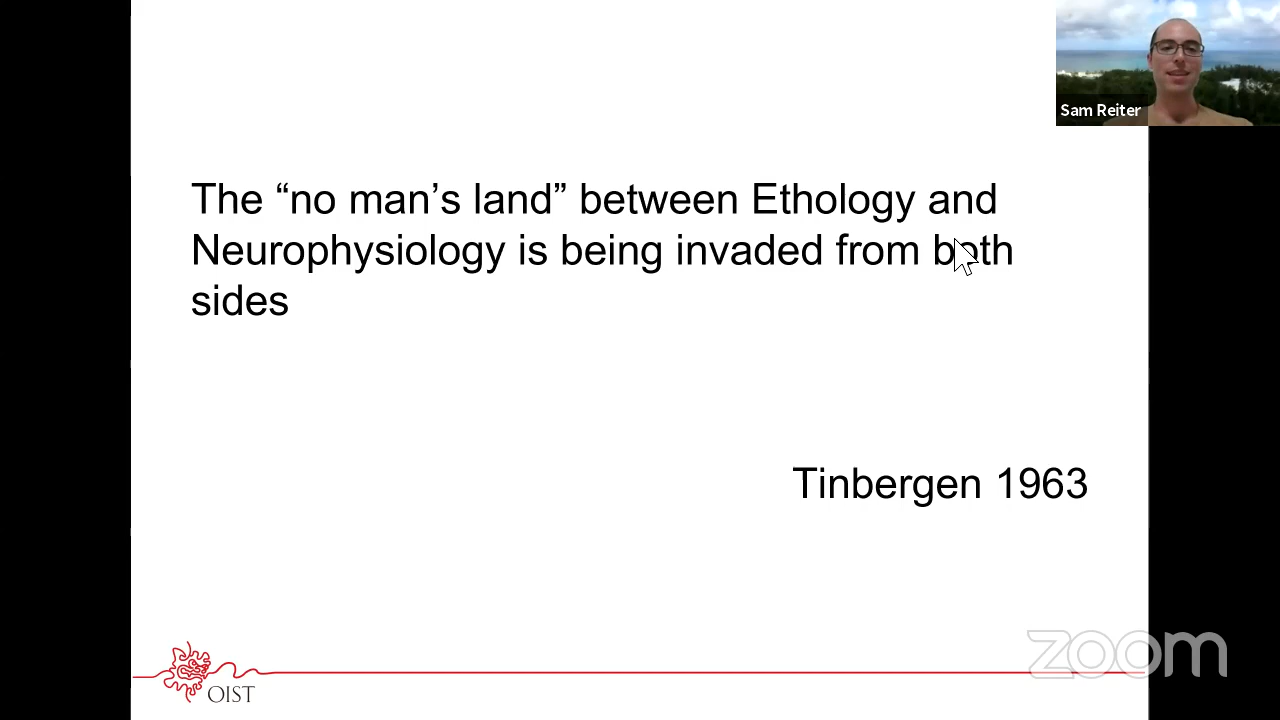 Sam Reiter
The “no man’s land” between Ethology and
Neurophysiology is being invaded from both
sides
Tinbergen 1963
OIST
zoom